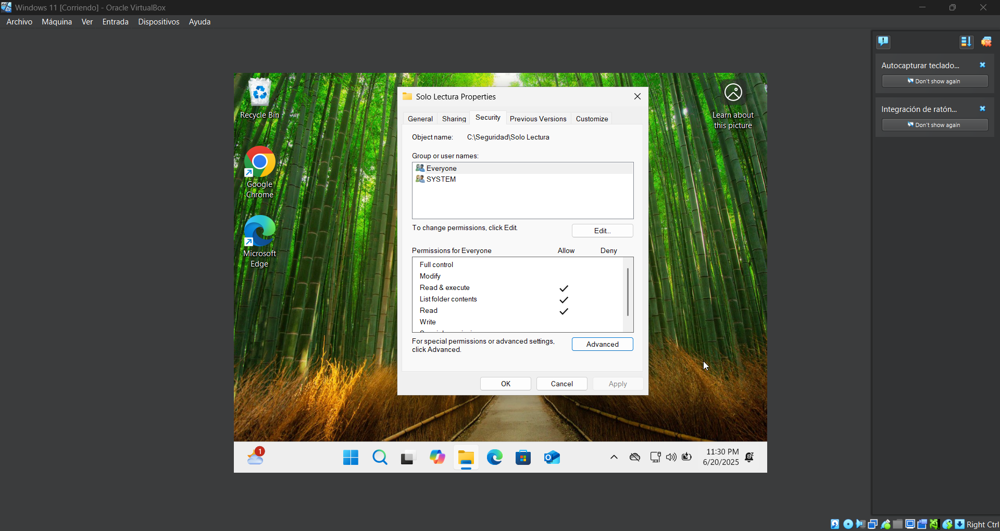 Windows 11 [Corriendo] - Oracle VirtualBox
Archivo Máquina Ver Entrada Dispositivos Ayuda
Autocapturar teclado...
Don't show again
Integración de ratón...
Don't show again
Recycle Bin
Google
Chrome
Microsoft
Edge
Learn about
this picture
Solo Lectura Properties
General Sharing Security Previous Versions Customize
Object name: C:\Seguridad\Solo Lectura
Group or user names:
Everyone
SYSTEM
To change permissions, click Edit.
Edit...
Permissions for Everyone Allow Deny
Full control
Modify
Read & execute
List folder contents
Read
Write
For special permissions or advanced settings,
click Advanced.
Advanced
OK Cancel Apply
1
11:30 PM
6/20/2025
Right Ctrl